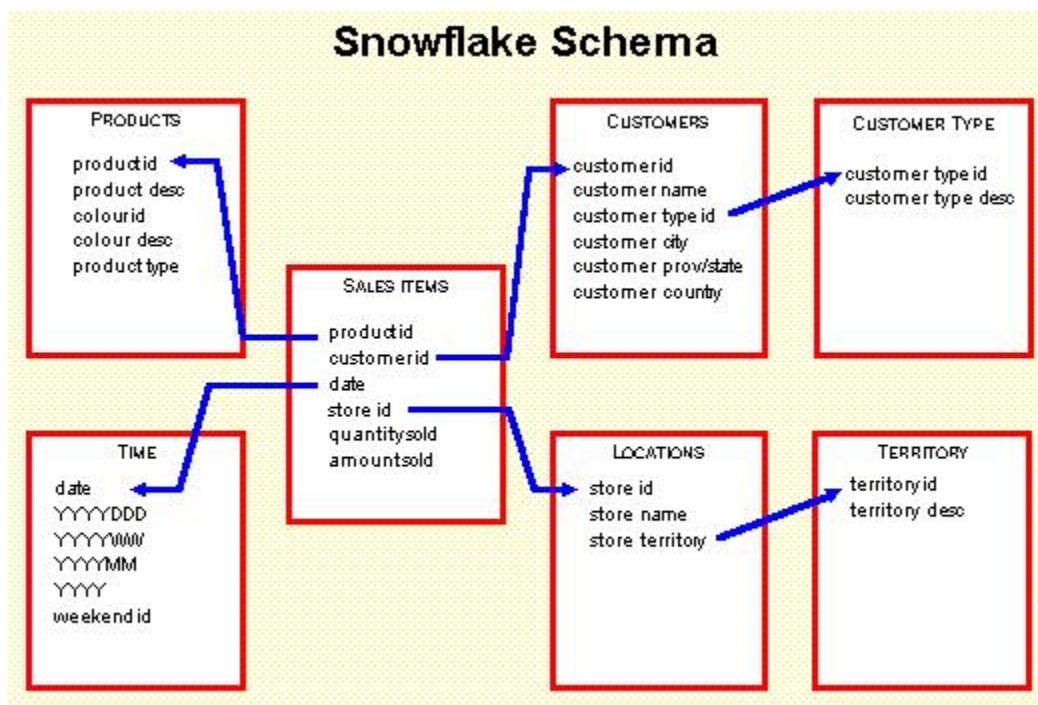 Snowflake Schema
PRODUCTS
productid
product desc
colourid
colour desc
product type
SALES ITEMS
productid
customerid
date
store id
quantitysold
amountsold
TIME
date
YYYYDDD
YYYYWW
YYYYMM
YYYY
weekend id
CUSTOMERS
customerid
customer name
customer type id
customer city
customer prov/state
customer country
CUSTOMER TYPE
customer type id
customer type desc
LOCATIONS
store id
store name
store territory
TERRITORY
territory id
territory desc